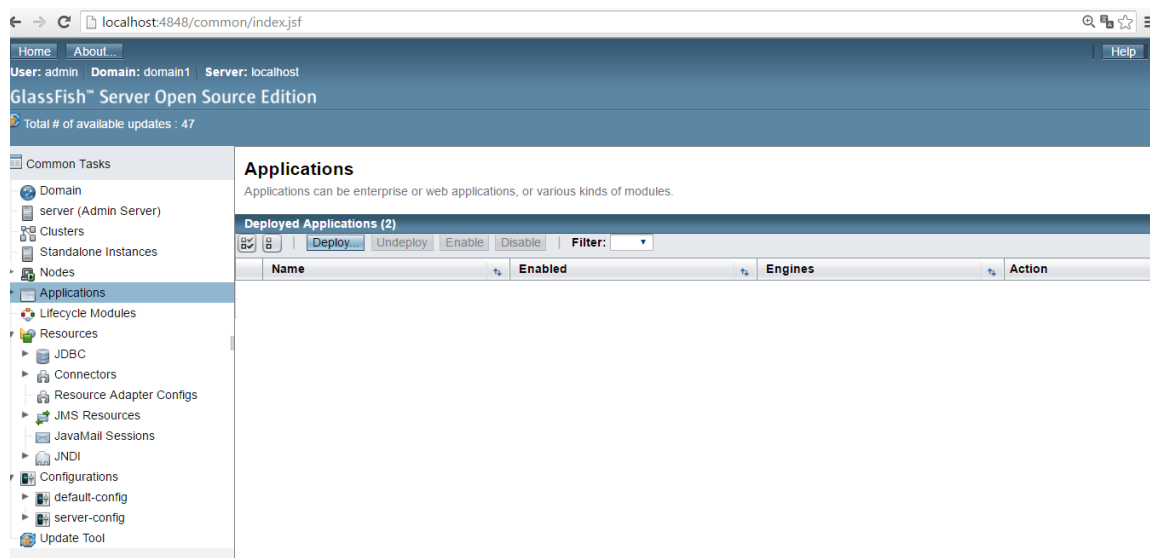 localhost:4848/common/index.jsf
Home About... Help
User: admin Domain: domain1 Server: localhost
GlassFish™ Server Open Source Edition
Total # of available updates : 47
Common Tasks
Domain
server (Admin Server)
Clusters
Standalone Instances
Nodes
Applications
Lifecycle Modules
Resources
JDBC
Connectors
Resource Adapter Configs
JMS Resources
JavaMail Sessions
JNDI
Configurations
default-config
server-config
Update Tool
Applications
Applications can be enterprise or web applications, or various kinds of modules.
Deployed Applications (2)
Deploy... Undeploy Enable Disable Filter:
Name Enabled Engines Action